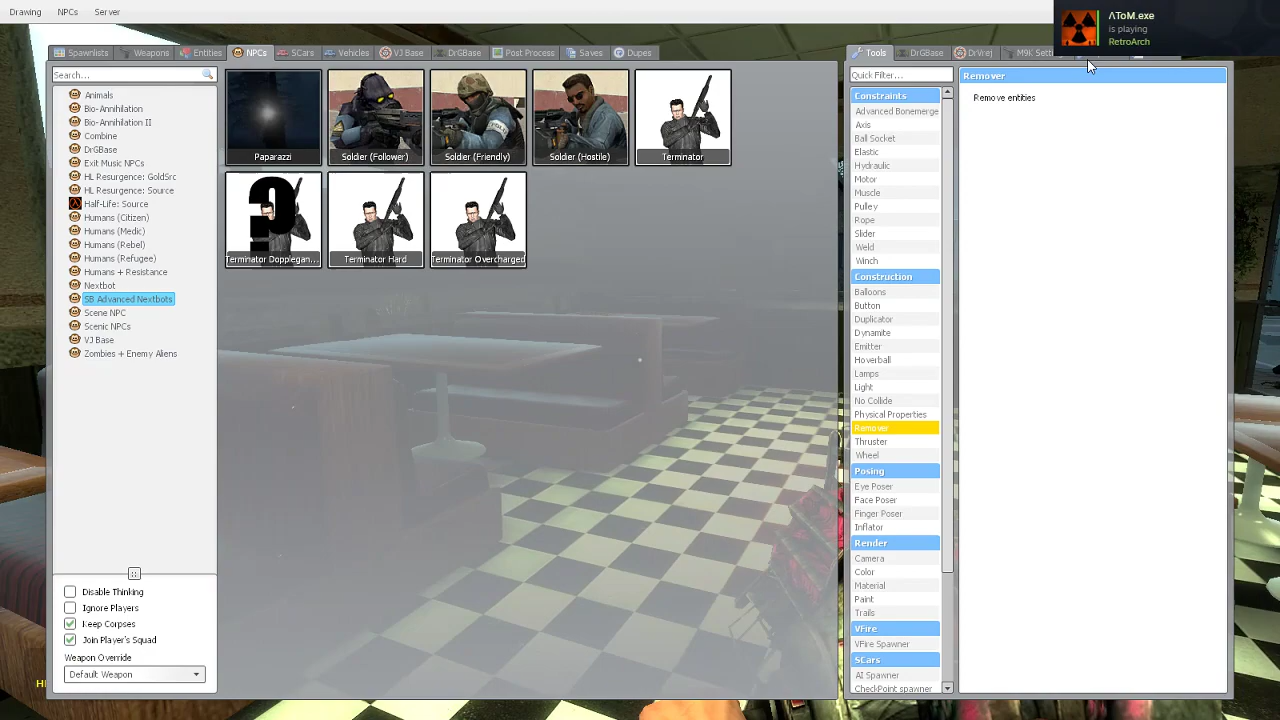 Drawing NPCs Server
ΛToM.exe
is playing
RetroArch
Spawnlists Weapons Entities NPCs SCars Vehicles VJ Base DrGBase Post Process Saves Dupes
Search...
Animals
Bio-Annihilation
Bio-Annihilation II
Combine
DrGBase
Exit Music NPCs
HL Resurgence: GoldSrc
HL Resurgence: Source
Half-Life: Source
Humans (Citizen)
Humans (Medic)
Humans (Rebel)
Humans (Refugee)
Humans + Resistance
Nextbot
SB Advanced Nextbots
Scene NPC
Scenic NPCs
VJ Base
Zombies + Enemy Aliens
Disable Thinking
Ignore Players
Keep Corpses
Join Player's Squad
Weapon Override
Default Weapon
Paparazzi
Soldier (Follower)
POLI
Soldier (Friendly)
Soldier (Hostile)
Terminator
Terminator Dopplegan...
Terminator Hard
Terminator Overcharged
Tools DrGBase DrVrej M9K Sett
Quick Filter...
Constraints
Advanced Bonemerge
Axis
Ball Socket
Elastic
Hydraulic
Motor
Muscle
Pulley
Rope
Slider
Weld
Winch
Construction
Balloons
Button
Duplicator
Dynamite
Emitter
Hoverball
Lamps
Light
No Collide
Physical Properties
Remover
Thruster
Wheel
Posing
Eye Poser
Face Poser
Finger Poser
Inflator
Render
Camera
Color
Material
Paint
Trails
VFire
VFire Spawner
SCars
AI Spawner
CheckPoint spawner
Remover
Remove entities